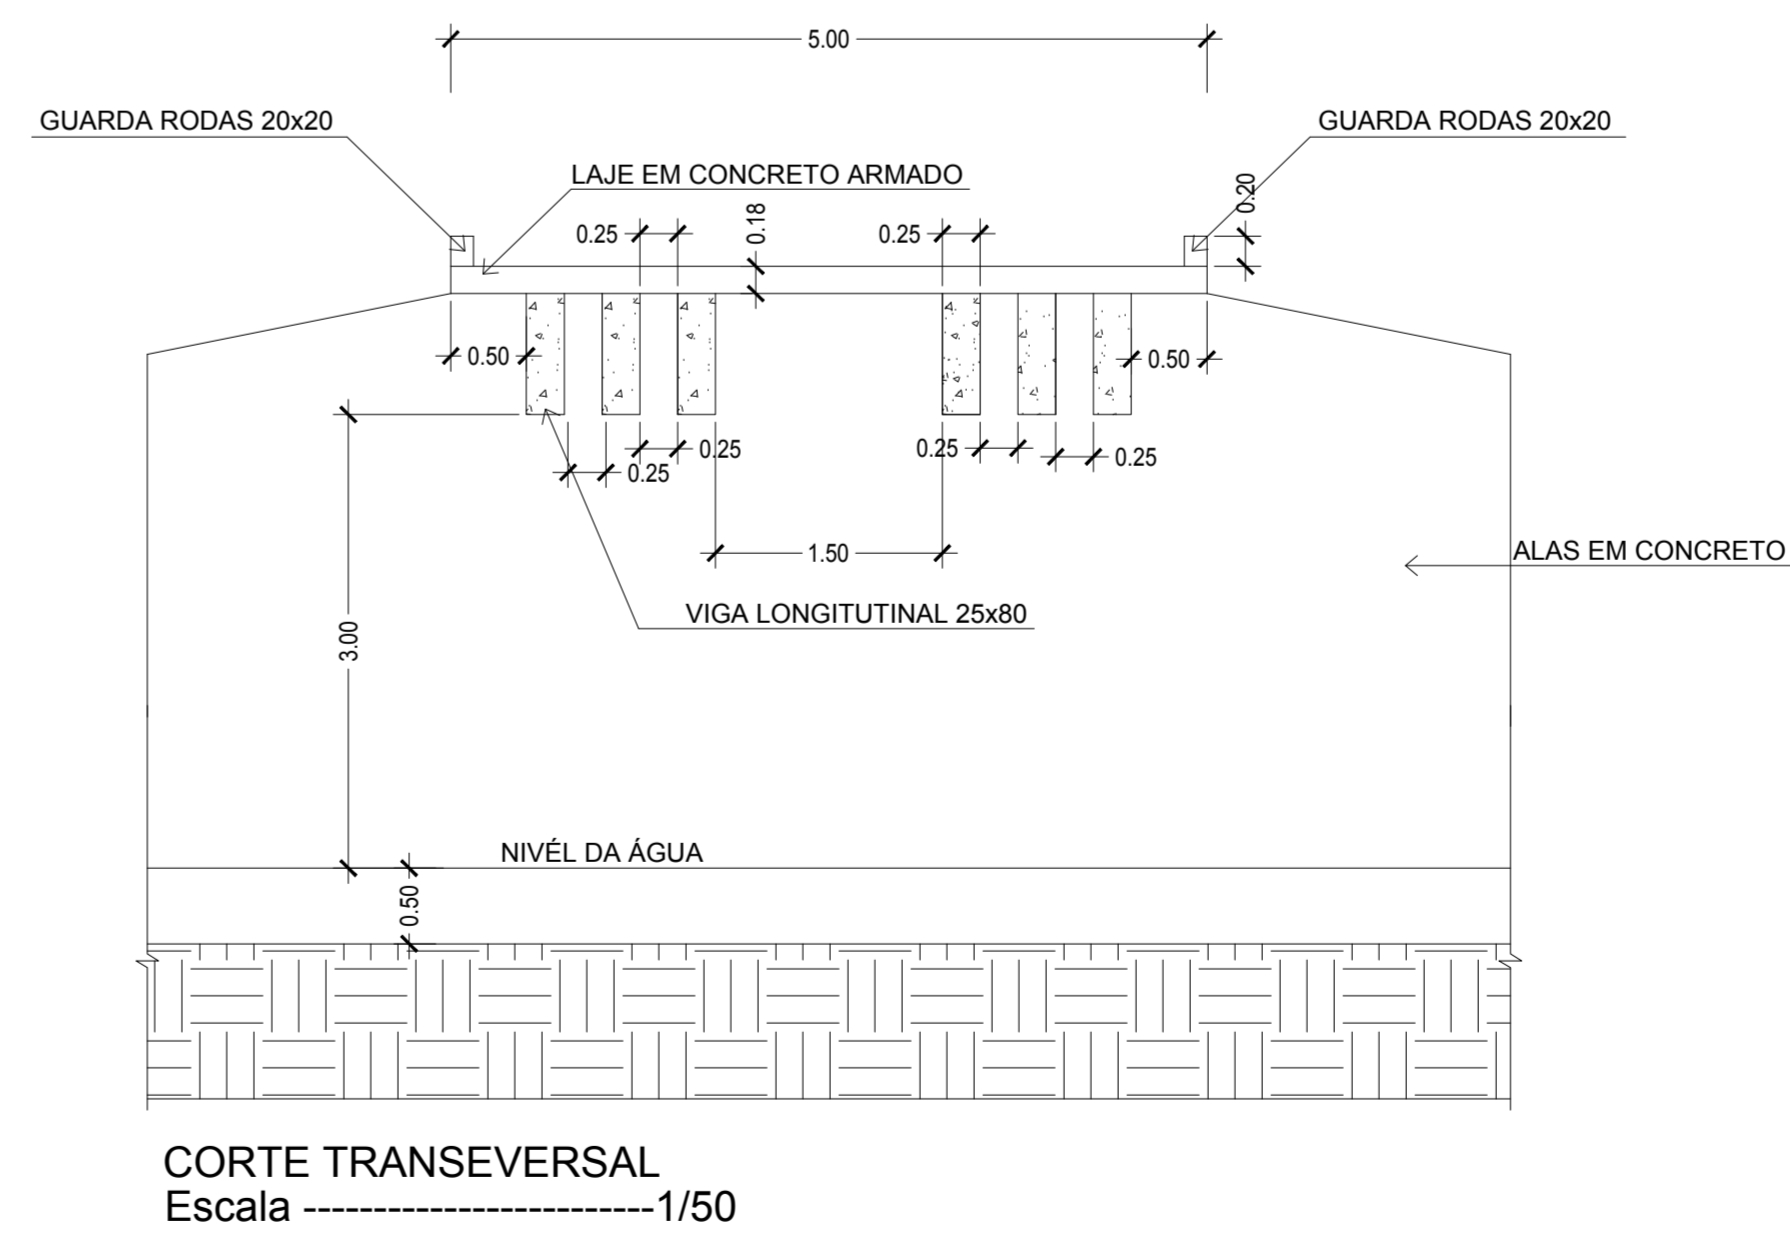 5.00
GUARDA RODAS 20x20
GUARDA RODAS 20x20
LAJE EM CONCRETO ARMADO
0.20
0.18
0.25
0.25
0.50
0.50
0.25
0.25
0.25
0.25
1.50
ALAS EM CONCRETO
VIGA LONGITUTINAL 25x80
3.00
NIVÉL DA ÁGUA
0.50
CORTE TRANSEVERSAL
Escala -------------------------1/50